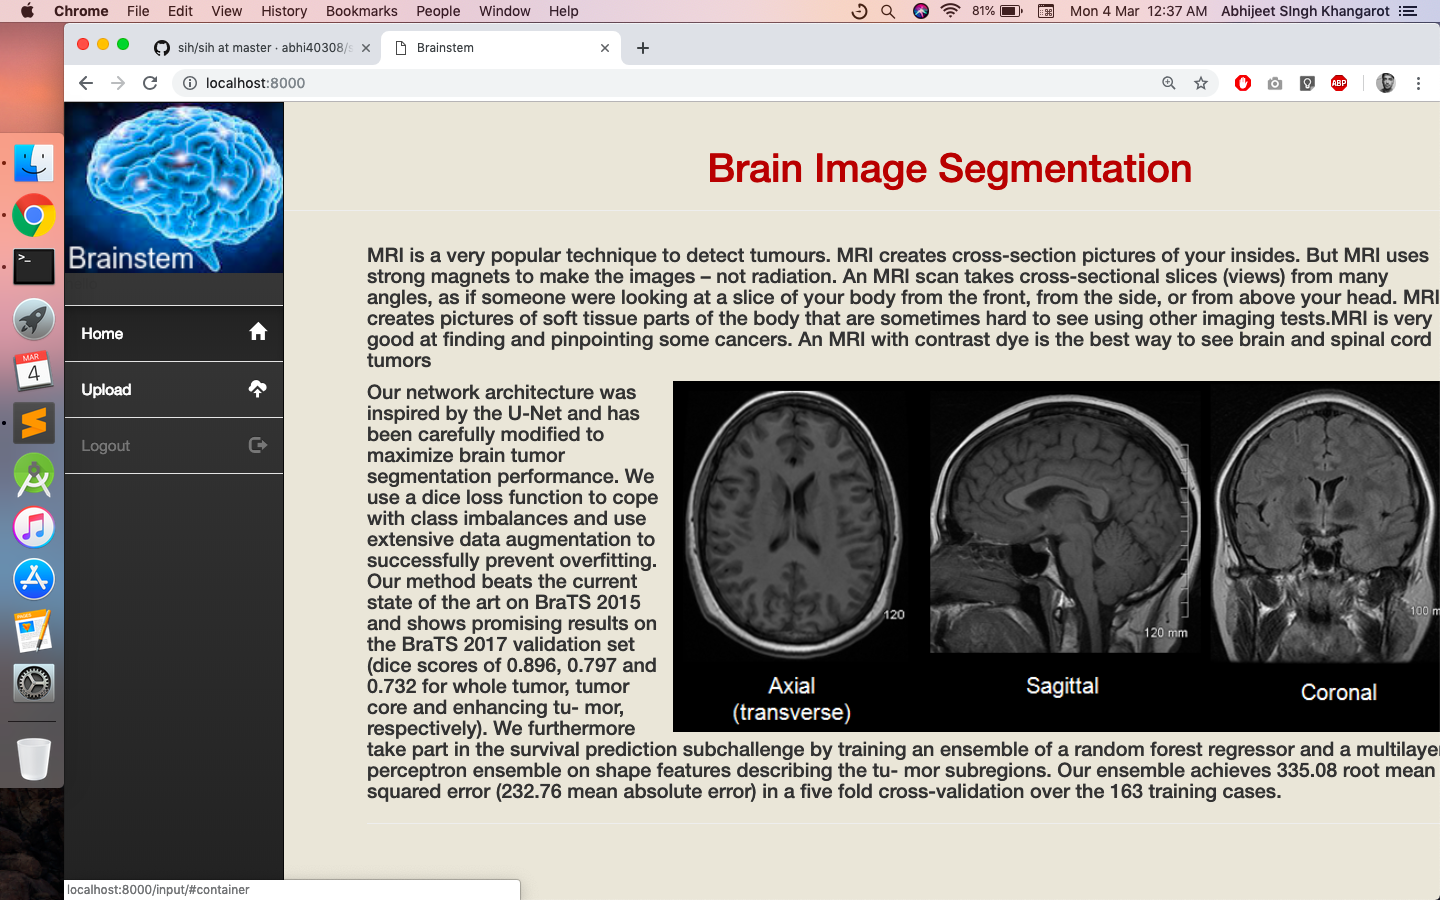 Chrome File Edit View History Bookmarks People Window Help 81% Mon 4 Mar 12:37 AM Abhijeet SIngh Khangarot
sih/sih at master · abhi40308/s
Brainstem
localhost:8000
ABP
Brainstem
Home
Upload
Logout
MAR
4
Brain Image Segmentation
MRI is a very popular technique to detect tumours. MRI creates cross-section pictures of your insides. But MRI uses
strong magnets to make the images – not radiation. An MRI scan takes cross-sectional slices (views) from many
angles, as if someone were looking at a slice of your body from the front, from the side, or from above your head. MRI
creates pictures of soft tissue parts of the body that are sometimes hard to see using other imaging tests.MRI is very
good at finding and pinpointing some cancers. An MRI with contrast dye is the best way to see brain and spinal cord
tumors
Our network architecture was
inspired by the U-Net and has
been carefully modified to
maximize brain tumor
segmentation performance. We
use a dice loss function to cope
with class imbalances and use
extensive data augmentation to
successfully prevent overfitting.
Our method beats the current
state of the art on BraTS 2015
and shows promising results on
the BraTS 2017 validation set
(dice scores of 0.896, 0.797 and
0.732 for whole tumor, tumor
core and enhancing tu- mor,
respectively). We furthermore
take part in the survival prediction subchallenge by training an ensemble of a random forest regressor and a multilayer
perceptron ensemble on shape features describing the tu- mor subregions. Our ensemble achieves 335.08 root mean
squared error (232.76 mean absolute error) in a five fold cross-validation over the 163 training cases.
120
120 mm
100 m
Axial
(transverse)
Sagittal
Coronal
localhost:8000/input/#container